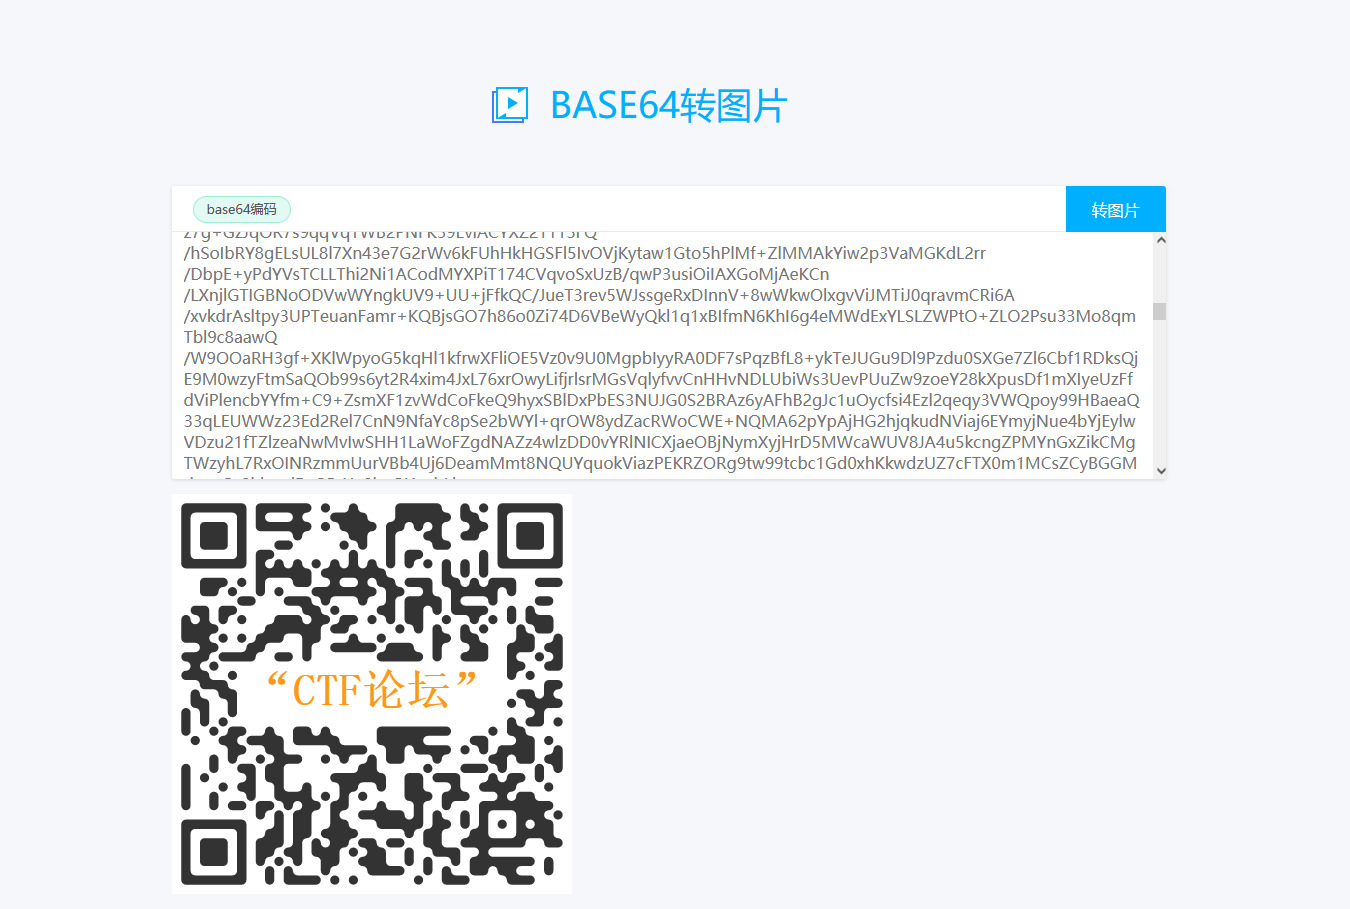 BASE64转图片
base64编码
转图片
/hSoIbRY8gELsUL8l7Xn43e7G2rWv6kFUhHkHGSFl5IvOVjKytaw1Gto5hPlMf+ZlMMAkYiw2p3VaMGKdL2rr
/DbpE+yPdYVsTCLLThi2Ni1ACodMYXPiT174CVqvoSxUzB/qwP3usiOiIAXGoMjAeKCn
/LXnjlGTIGBNoODVwWYngkUV9+UU+jFfkQC/JueT3rev5WJssgeRxDInnV+8wWkwOlxgvViJMTiJ0qravmCRi6A
/xvkdrAsltpy3UPTeuanFamr+KQBjsGO7h86o0Zi74D6VBeWyQkl1q1xBIfmN6KhI6g4eMWdExYLSLZWPtO+ZLO2Psu33Mo8qm
Tbl9c8aawQ
/W9OOaRH3gf+XKlWpyoG5kqHl1kfrwXFliOE5Vz0v9U0MgpbIyyRA0DF7sPqzBfL8+ykTeJUGu9Dl9Pzdu0SXGe7Zl6Cbf1RDksQj
E9M0wzyFtmSaQOb99s6yt2R4xim4JxL76xrOwyLifjrlsrMGsVqlyfvvCnHHvNDLUbiWs3UevPUuZw9zoeY28kXpusDf1mXIyeUzFf
dViPlencbYYfm+C9+ZsmXF1zvWdCoFkeQ9hyxSBlDxPbES3NUJG0S2BRAz6yAFhB2gJc1uOycfsi4Ezl2qeqy3VWQpoy99HBaeaQ
33qLEUWWz23Ed2Rel7CnN9NfaYc8pSe2bWYl+qrOW8ydZacRWoCWE+NQMA62pYpAjHG2hjqkudNViaj6EYmyjNue4bYjEylw
VDzu21fTZlzeaNwMvIwSHH1LaWoFZgdNAZz4wlzDD0vYRlNICXjaeOBjNymXyjHrD5MWcaWUV8JA4u5kcngZPMYnGxZikCMg
TWzyhL7RxOINRzmmUurVBb4Uj6DeamMmt8NQUYquokViazPEKRZORg9tw99tcbc1Gd0xhKkwdzUZ7cFTX0m1MCsZCyBGGM
“CTF论坛”